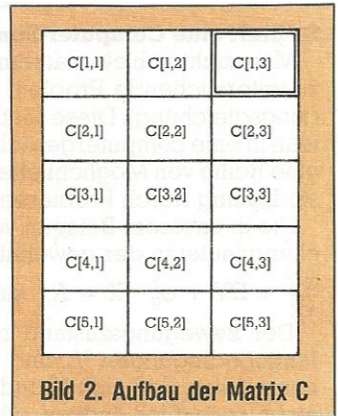 C[1,1] C[1,2] C[1,3]
C[2,1] C[2,2] C[2,3]
C[3,1] C[3,2] C[3,3]
C[4,1] C[4,2] C[4,3]
C[5,1] C[5,2] C[5,3]
Bild 2. Aufbau der Matrix C